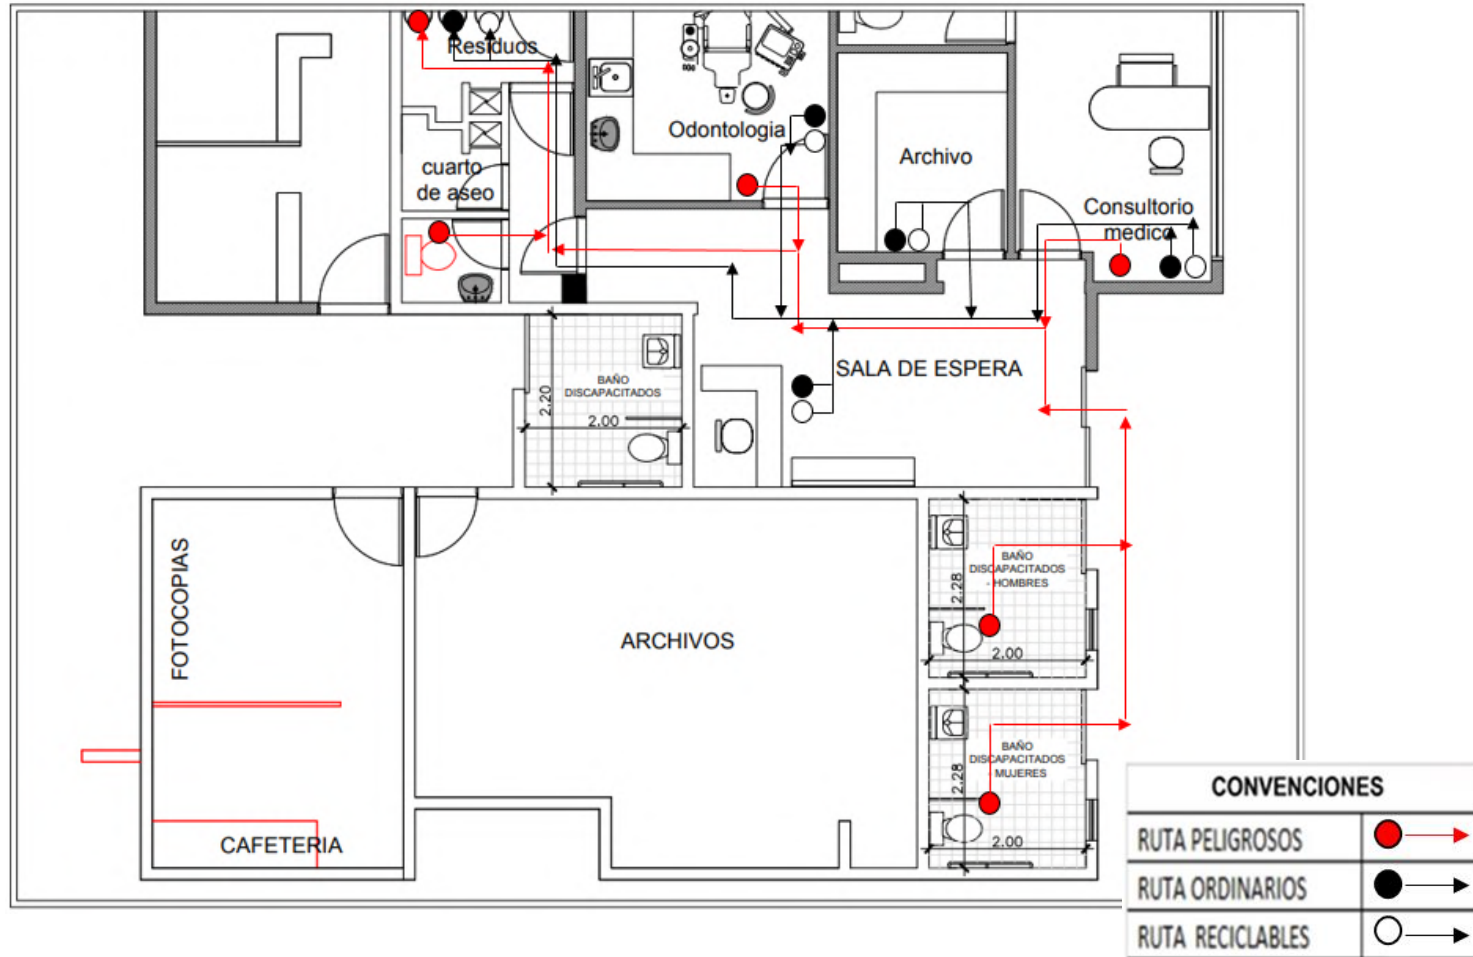 Residuos
Odontologia
Archivo
cuarto
de aseo
Consultorio
medico
SALA DE ESPERA
BAÑO
DISCAPACITADOS
2.20
2.00
FOTOCOPIAS
ARCHIVOS
BAÑO
DISCAPACITADOS
- HOMBRES
2.28
2.00
BAÑO
DISCAPACITADOS
- MUJERES
2.28
2.00
CAFETERIA
CONVENCIONES
RUTA PELIGROSOS
RUTA ORDINARIOS
RUTA RECICLABLES